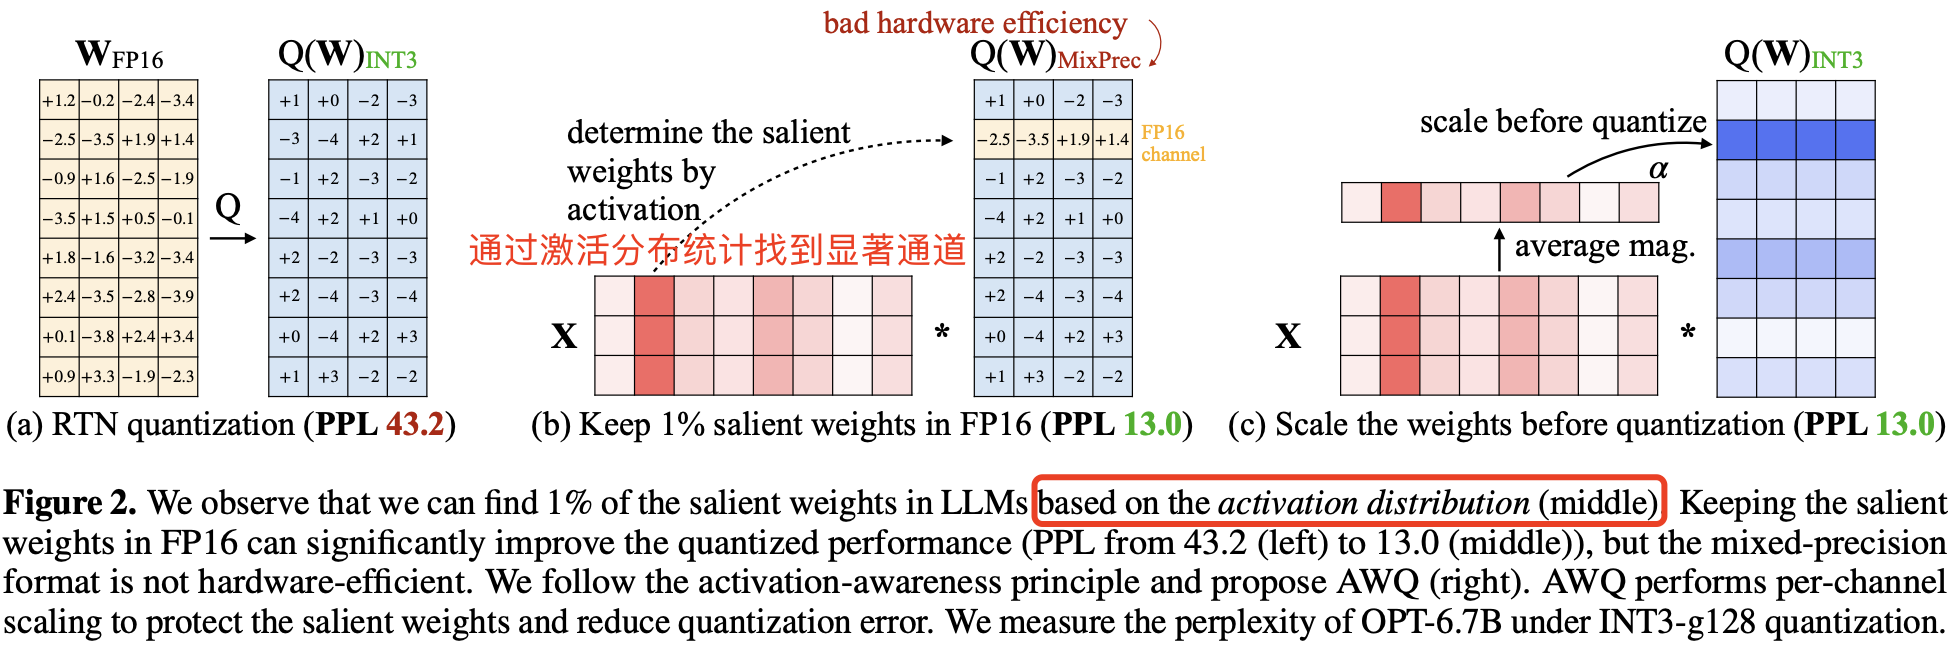 bad hardware efficiency
W_FP16
Q(W)_INT3
Q(W)_MixPrec
Q(W)_INT3
+1.2 −0.2 −2.4 −3.4
−2.5 −3.5 +1.9 +1.4
−0.9 +1.6 −2.5 −1.9
−3.5 +1.5 +0.5 −0.1
+1.8 −1.6 −3.2 −3.4
+2.4 −3.5 −2.8 −3.9
+0.1 −3.8 +2.4 +3.4
+0.9 +3.3 −1.9 −2.3
Q
+1 +0 −2 −3
−3 −4 +2 +1
−1 +2 −3 −2
−4 +2 +1 +0
+2 −2 −3 −3
+2 −4 −3 −4
+0 −4 +2 +3
+1 +3 −2 −2
(a) RTN quantization (PPL 43.2)
determine the salient
weights by
activation
通过激活分布统计找到显著通道
X
*
+1 +0 −2 −3
−2.5 −3.5 +1.9 +1.4
−1 +2 −3 −2
−4 +2 +1 +0
+2 −2 −3 −3
+2 −4 −3 −4
+0 −4 +2 +3
+1 +3 −2 −2
FP16
channel
(b) Keep 1% salient weights in FP16 (PPL 13.0)
scale before quantize
α
average mag.
X
*
(c) Scale the weights before quantization (PPL 13.0)
Figure 2. We observe that we can find 1% of the salient weights in LLMs based on the activation distribution (middle). Keeping the salient
weights in FP16 can significantly improve the quantized performance (PPL from 43.2 (left) to 13.0 (middle)), but the mixed-precision
format is not hardware-efficient. We follow the activation-awareness principle and propose AWQ (right). AWQ performs per-channel
scaling to protect the salient weights and reduce quantization error. We measure the perplexity of OPT-6.7B under INT3-g128 quantization.